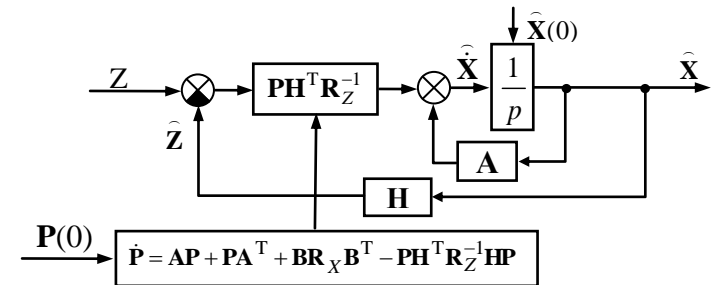 X̂(0)
Z
PHᵀR_Z⁻¹
X̂̇
1
p
X̂
Ẑ
A
H
P(0)
Ṗ = AP + PAᵀ + BR_XBᵀ − PHᵀR_Z⁻¹HP